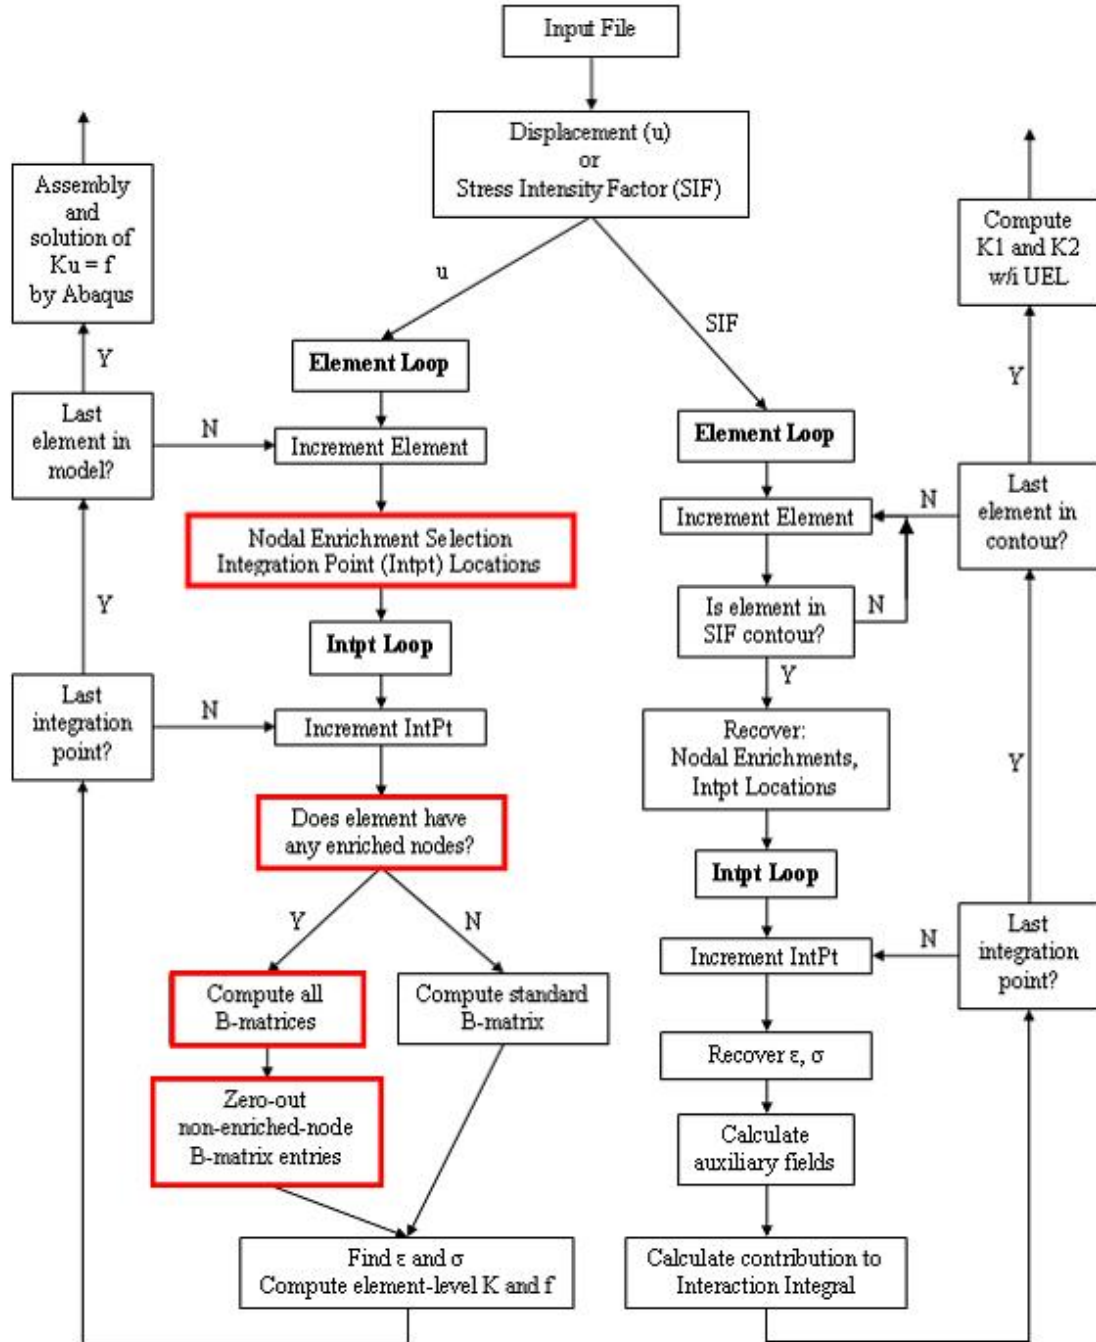 Input File
Displacement (u)
or
Stress Intensity Factor (SIF)
u
SIF
Assembly
and
solution of
Ku = f
by Abaqus
Y
Last
element in
model?
N
Y
Last
integration
point?
N
Element Loop
Increment Element
Nodal Enrichment Selection
Integration Point (Intpt) Locations
Intpt Loop
Increment IntPt
Does element have
any enriched nodes?
Y
N
Compute all
B-matrices
Compute standard
B-matrix
Zero-out
non-enriched-node
B-matrix entries
Find ε and σ
Compute element-level K and f
Element Loop
Increment Element
Is element in
SIF contour?
N
Y
Recover:
Nodal Enrichments,
Intpt Locations
Intpt Loop
Increment IntPt
Recover ε, σ
Calculate
auxiliary fields
Calculate contribution to
Interaction Integral
Compute
K1 and K2
w/i UEL
Y
Last
element in
contour?
N
Y
Last
integration
point?
N